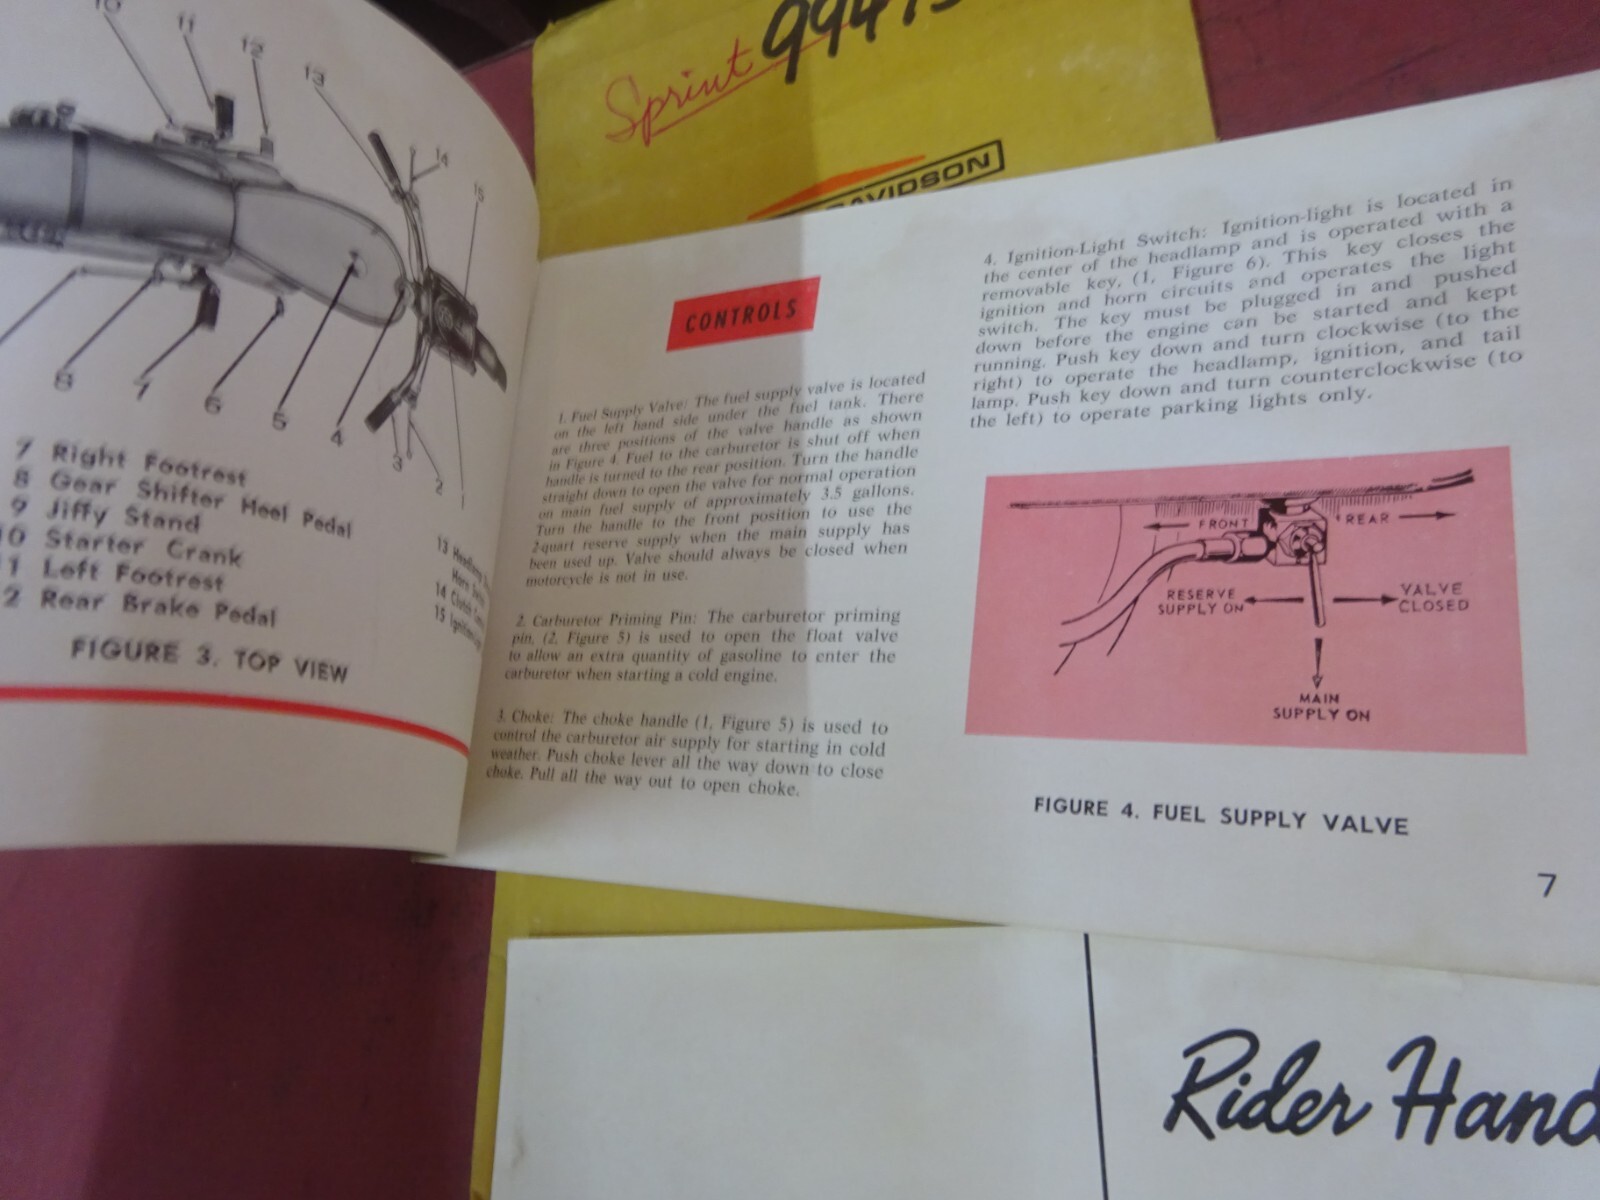 Sprint
DAVIDSON
10
11
12
13
14
15
8
7
6
5
4
3
2
1
7 Right Footrest
8 Gear Shifter Heel Pedal
9 Jiffy Stand
10 Starter Crank
11 Left Footrest
12 Rear Brake Pedal
13 Headlamp
Horn
14 Clutch
15 Ignition
FIGURE 3. TOP VIEW
CONTROLS
1. Fuel Supply Valve: The fuel supply valve is located
on the left hand side under the fuel tank. There
are three positions of the valve handle as shown
in Figure 4. Fuel to the carburetor is shut off when
handle is turned to the rear position. Turn the handle
straight down to open the valve for normal operation
on main fuel supply of approximately 3.5 gallons.
Turn the handle to the front position to use the
2-quart reserve supply when the main supply has
been used up. Valve should always be closed when
motorcycle is not in use.
2. Carburetor Priming Pin: The carburetor priming
pin, (2, Figure 5) is used to open the float valve
to allow an extra quantity of gasoline to enter the
carburetor when starting a cold engine.
3. Choke: The choke handle (1, Figure 5) is used to
control the carburetor air supply for starting in cold
weather. Push choke lever all the way down to close
choke. Pull all the way out to open choke.
4. Ignition-Light Switch: Ignition-light is located in
the center of the headlamp and is operated with a
removable key, (1, Figure 6). This key closes the
ignition and horn circuits and operates the light
switch. The key must be plugged in and pushed
down before the engine can be started and kept
running. Push key down and turn clockwise (to the
right) to operate the headlamp, ignition, and tail
lamp. Push key down and turn counterclockwise (to
the left) to operate parking lights only.
FRONT
REAR
RESERVE
SUPPLY ON
VALVE
CLOSED
MAIN
SUPPLY ON
FIGURE 4. FUEL SUPPLY VALVE
7
Rider Hand